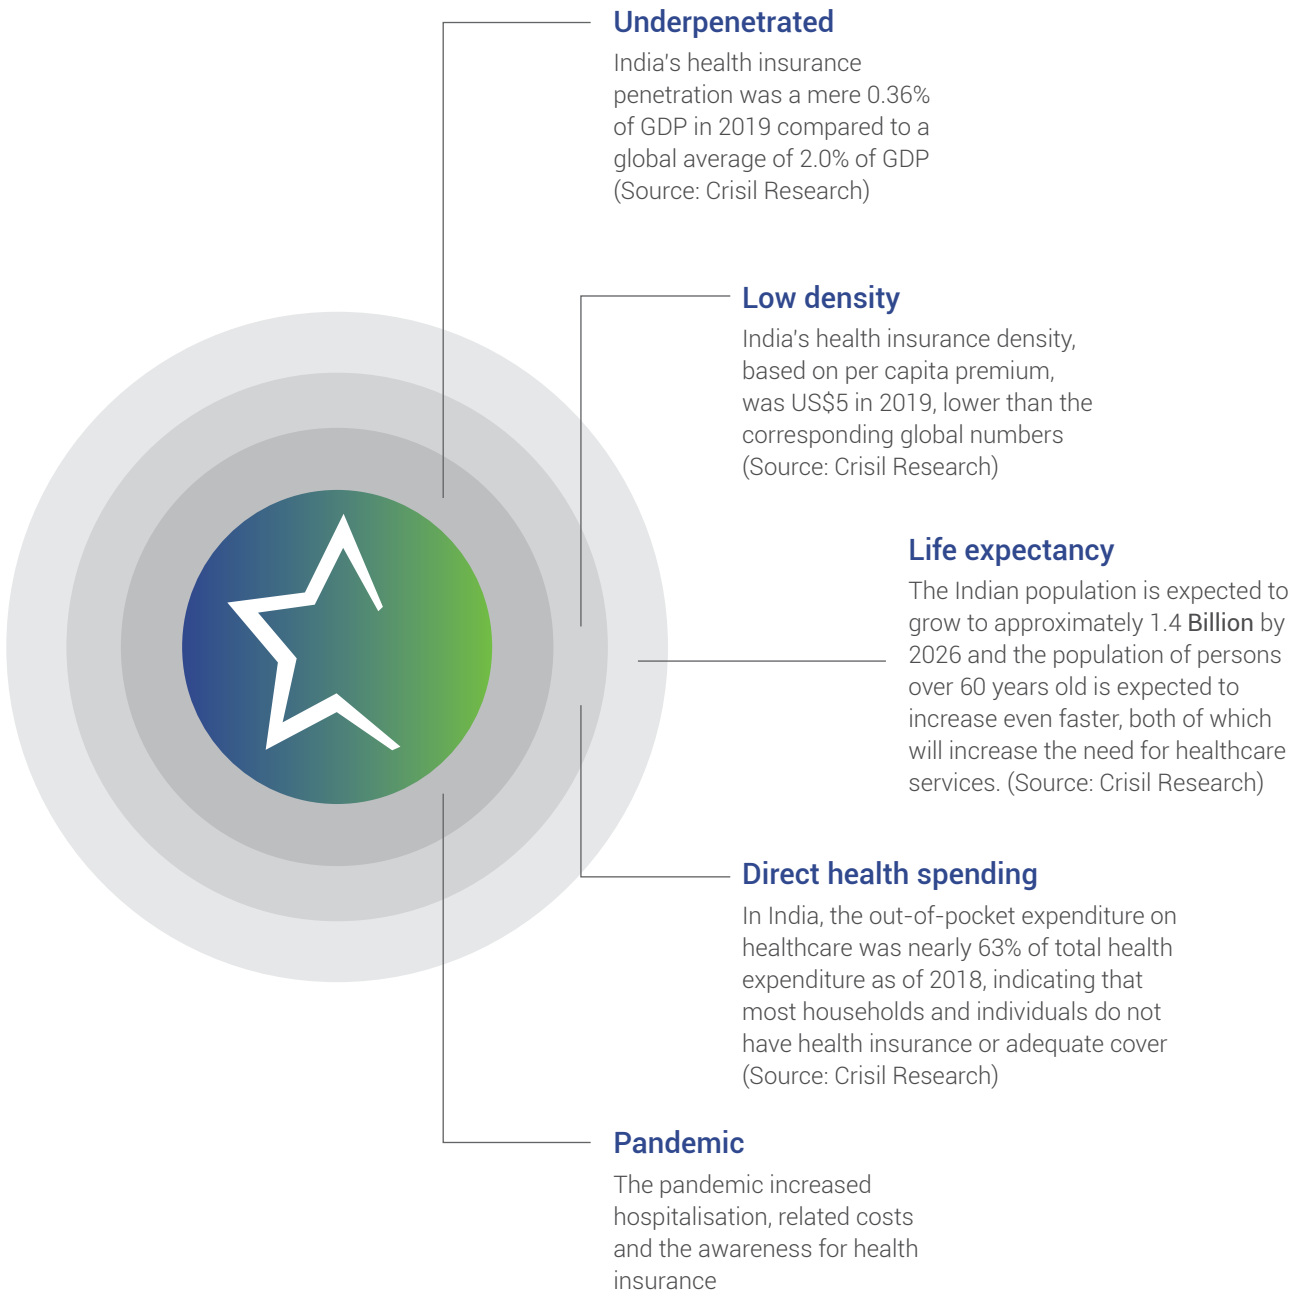 Underpenetrated
India's health insurance
penetration was a mere 0.36%
of GDP in 2019 compared to a
global average of 2.0% of GDP
(Source: Crisil Research)
Low density
India's health insurance density,
based on per capita premium,
was US$5 in 2019, lower than the
corresponding global numbers
(Source: Crisil Research)
Life expectancy
The Indian population is expected to
grow to approximately 1.4 Billion by
2026 and the population of persons
over 60 years old is expected to
increase even faster, both of which
will increase the need for healthcare
services. (Source: Crisil Research)
Direct health spending
In India, the out-of-pocket expenditure on
healthcare was nearly 63% of total health
expenditure as of 2018, indicating that
most households and individuals do not
have health insurance or adequate cover
(Source: Crisil Research)
Pandemic
The pandemic increased
hospitalisation, related costs
and the awareness for health
insurance